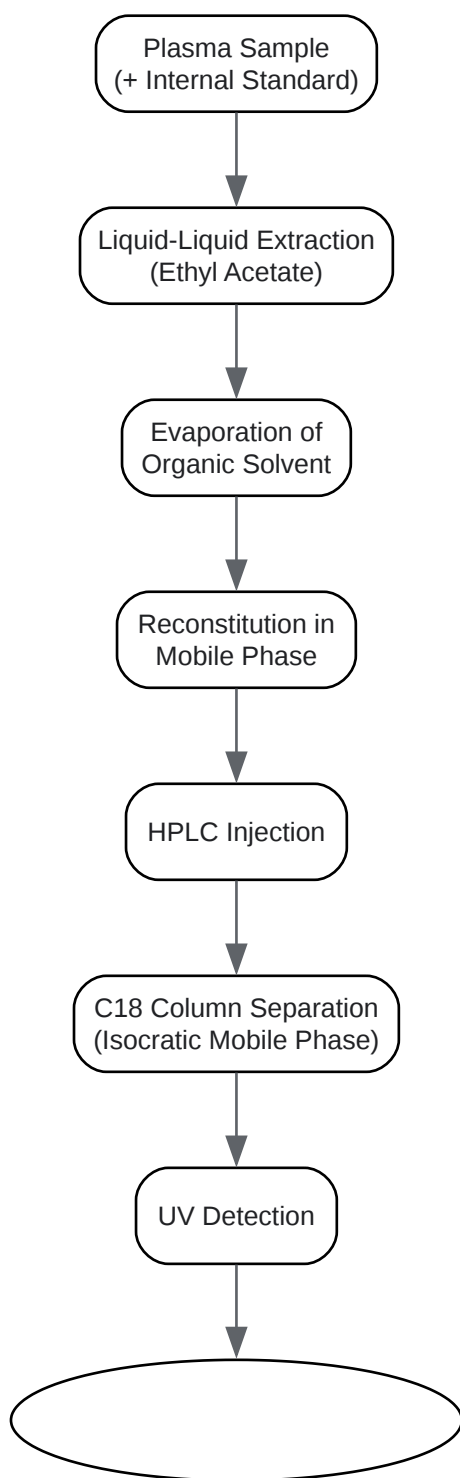 Plasma Sample
(+ Internal Standard)
Liquid-Liquid Extraction
(Ethyl Acetate)
Evaporation of
Organic Solvent
Reconstitution in
Mobile Phase
HPLC Injection
C18 Column Separation
(Isocratic Mobile Phase)
UV Detection